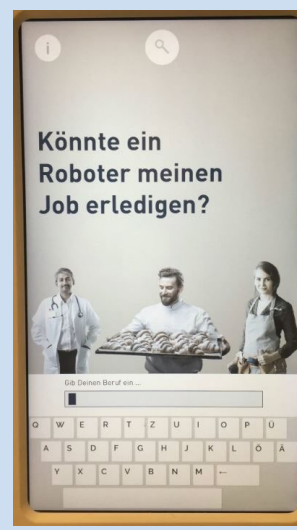 i
Könnte ein
Roboter meinen
Job erledigen?
Gib Deinen Beruf ein ...
Q W E R T Z U I O P Ü
A S D F G H J K L Ö Ä
Y X C V B N M ←